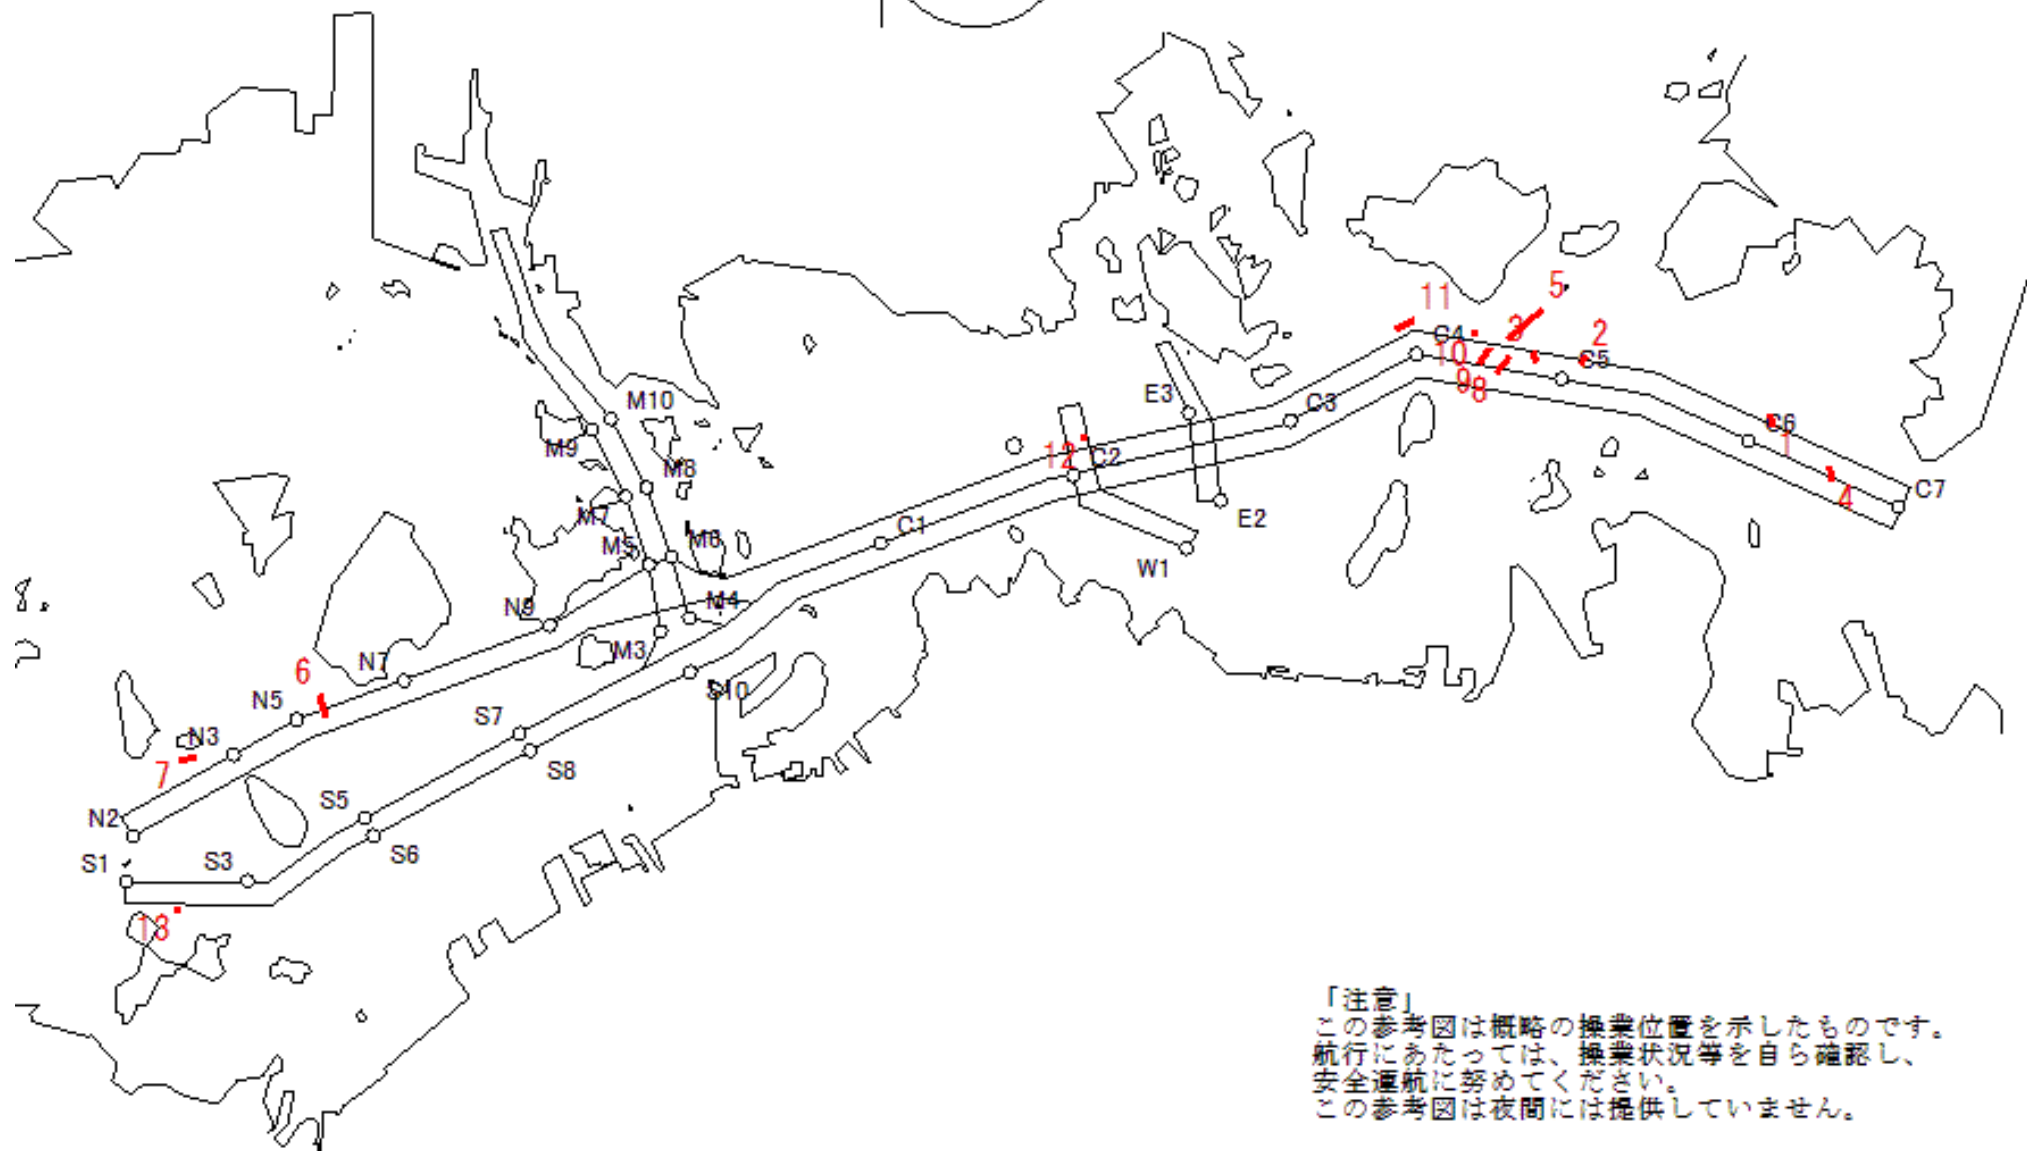 11
5
C4
3
2
C5
10
9
8
C6
1
4
C7
M10
E3
C3
M9
12
C2
M8
M7
E2
C1
M5
M6
W1
N9
M4
M3
N7
6
S10
N5
S7
N3
7
S8
S5
N2
S6
S1
S3
13
「注意」
この参考図は概略の操業位置を示したものです。
航行にあたっては、操業状況等を自ら確認し、
安全運航に努めてください。
この参考図は夜間には提供していません。